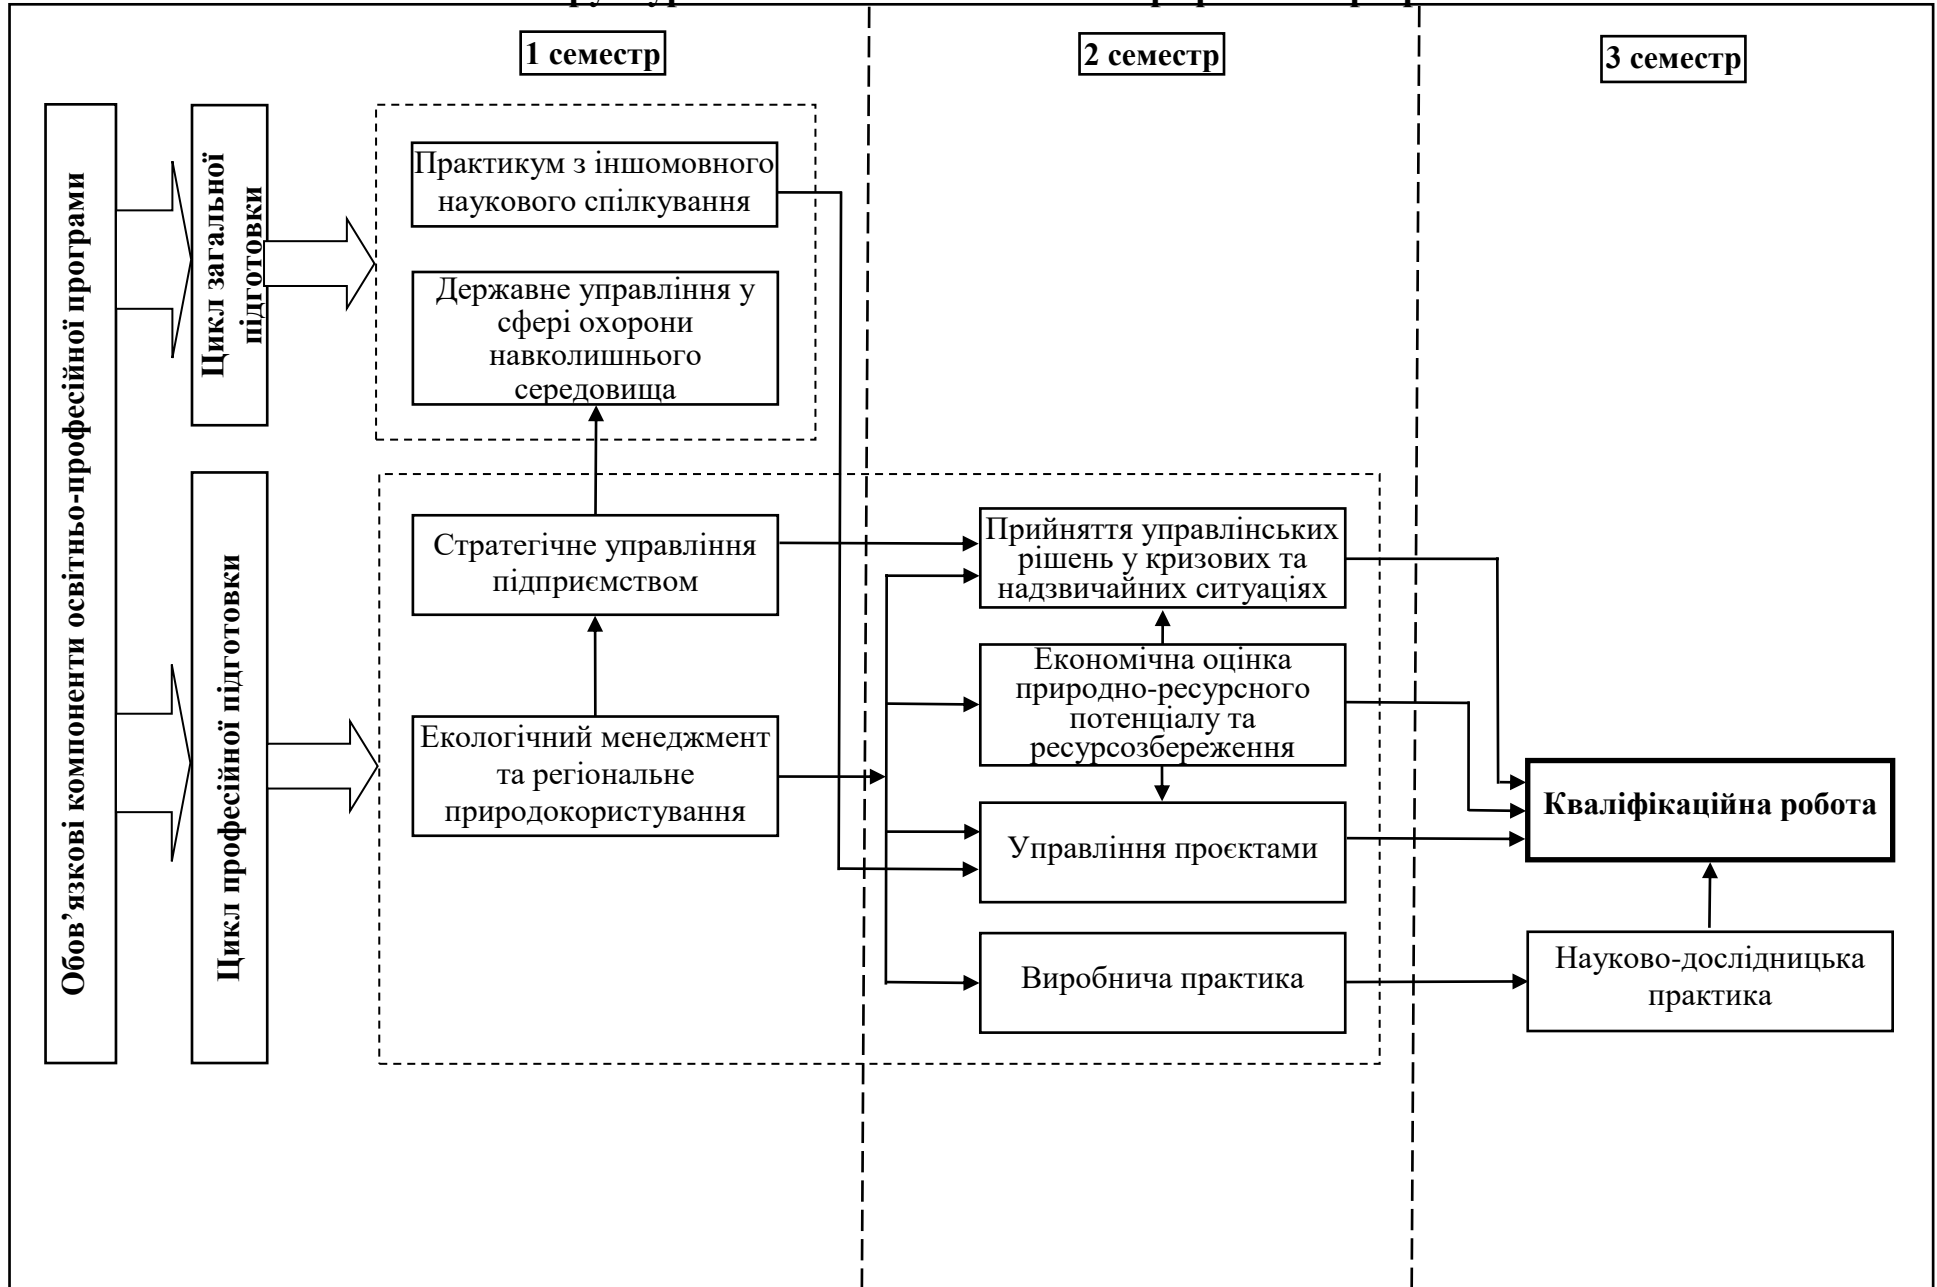 1 семестр
2 семестр
3 семестр
Обов’язкові компоненти освітньо-професійної програми
Цикл загальної
підготовки
Практикум з іншомовного
наукового спілкування
Державне управління у
сфері охорони
навколишнього
середовища
Цикл професійної підготовки
Стратегічне управління
підприємством
Екологічний менеджмент
та регіональне
природокористування
Прийняття управлінських
рішень у кризових та
надзвичайних ситуаціях
Економічна оцінка
природно-ресурсного
потенціалу та
ресурсозбереження
Управління проєктами
Виробнича практика
Кваліфікаційна робота
Науково-дослідницька
практика